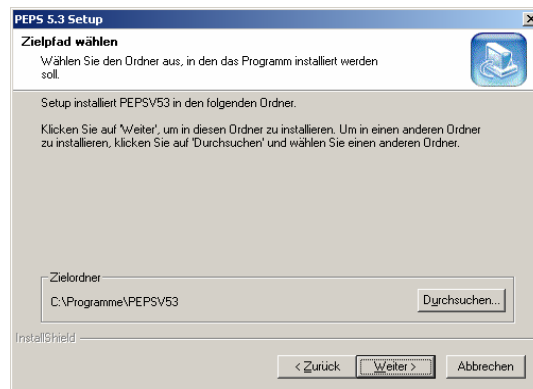 PEPS 5.3 Setup
Zielpfad wählen
Wählen Sie den Ordner aus, in den das Programm installiert werden
soll.
Setup installiert PEPSV53 in den folgenden Ordner.
Klicken Sie auf 'Weiter', um in diesen Ordner zu installieren. Um in einen anderen Ordner
zu installieren, klicken Sie auf 'Durchsuchen' und wählen Sie einen anderen Ordner.
Zielordner
C:\Programme\PEPSV53
Durchsuchen...
InstallShield
< Zurück
Weiter >
Abbrechen